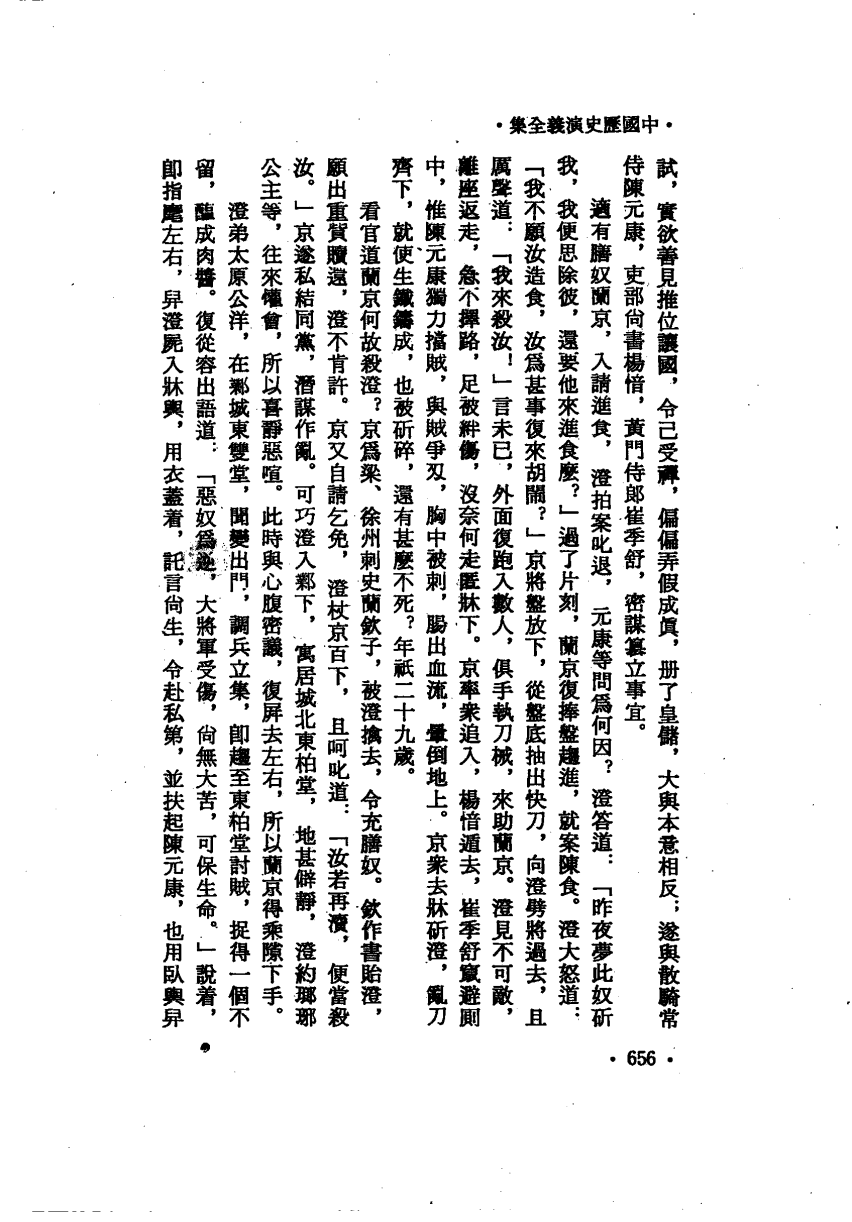 •中國歷史演義全集•
試，實欲善見推位讓國，令己受禪，偏偏弄假成眞，册了皇儲，大與本意相反；遂與散騎常
侍陳元康，吏部尙書楊愔，黃門侍郞崔季舒，密謀簒立事宜。
適有膳奴蘭京，入請進食，澄拍案叱退，元康等問爲何因？澄答道：「昨夜夢此奴斫
我，我便思除彼，還要他來進食麽？」過了片刻，蘭京復捧盤趨進，就案陳食。澄大怒道：
「我不願汝造食，汝爲甚事復來胡鬧？」京將盤放下，從盤底抽出快刀，向澄劈將過去，且
厲聲道：「我來殺汝！」言未已，外面復跑入數人，俱手執刀械，來助蘭京。澄見不可敵，
離座返走，急不擇路，足被絆傷，沒奈何走匿牀下。京率衆追入，楊愔遁去，崔季舒竄避厠
中，惟陳元康獨力擋賊，與賊爭刄，胸中被刺，腸出血流，暈倒地上。京衆去牀斫澄，亂刀
齊下，就使生鐵鑄成，也被斫碎，還有甚麽不死？年祇二十九歲。
看官道蘭京何故殺澄？京爲梁、徐州刺史蘭欽子，被澄擒去，令充膳奴。欽作書貽澄，
願出重貲贖還，澄不肯許。京又自請乞免，澄杖京百下，且呵叱道：「汝若再瀆，便當殺
汝。」京遂私結同黨，潛謀作亂。可巧澄入鄴下，寓居城北東柏堂，地甚僻靜，澄約瑯琊
公主等，往來懽會，所以喜靜惡喧。此時與心腹密議，復屏去左右，所以蘭京得乘隙下手。
澄弟太原公洋，在鄴城東雙堂，聞變出門，調兵立集，卽趨至東柏堂討賊，捉得一個不
留，臠成肉醬。復從容出語道：「惡奴爲逆，大將軍受傷，尙無大苦，可保生命。」說着，
卽指麾左右，舁澄屍入牀輿，用衣蓋着，託言尙生，令赴私第，並扶起陳元康，也用臥輿舁
•656•